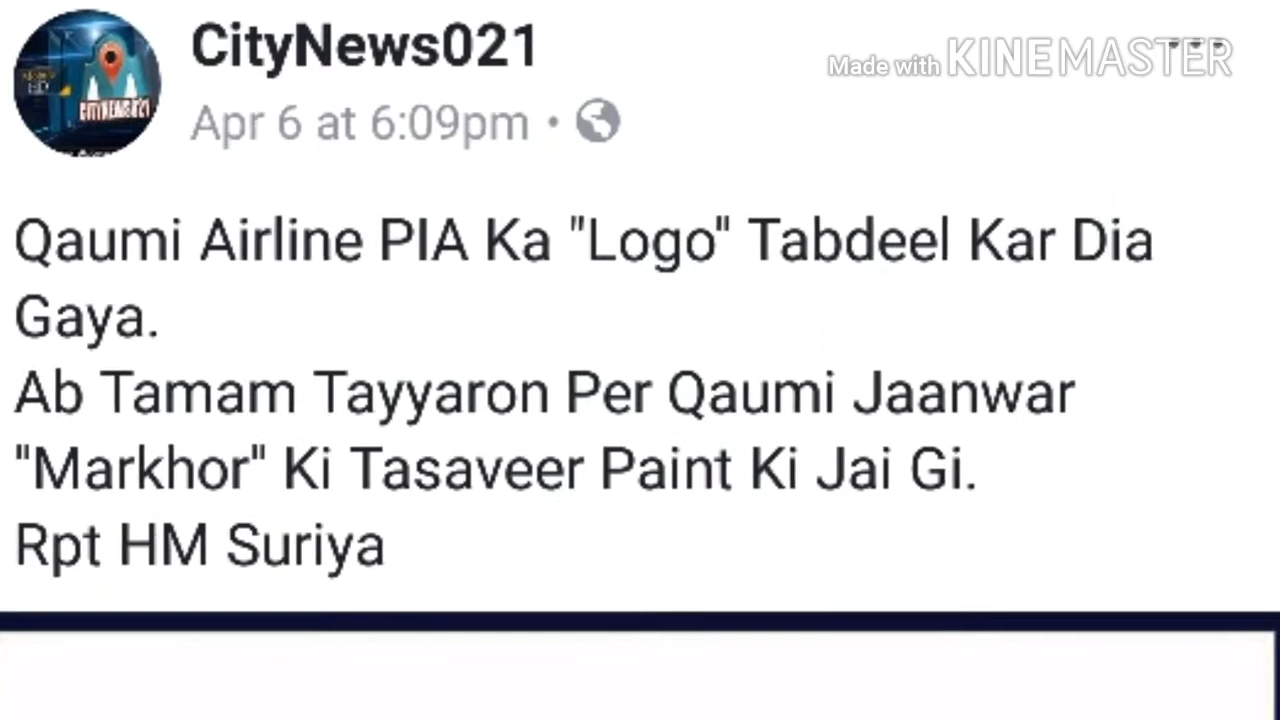 CityNews021
Made with KINEMASTER
Apr 6 at 6:09pm
CITYNEWS021
Qaumi Airline PIA Ka "Logo" Tabdeel Kar Dia
Gaya.
Ab Tamam Tayyaron Per Qaumi Jaanwar
"Markhor" Ki Tasaveer Paint Ki Jai Gi.
Rpt HM Suriya